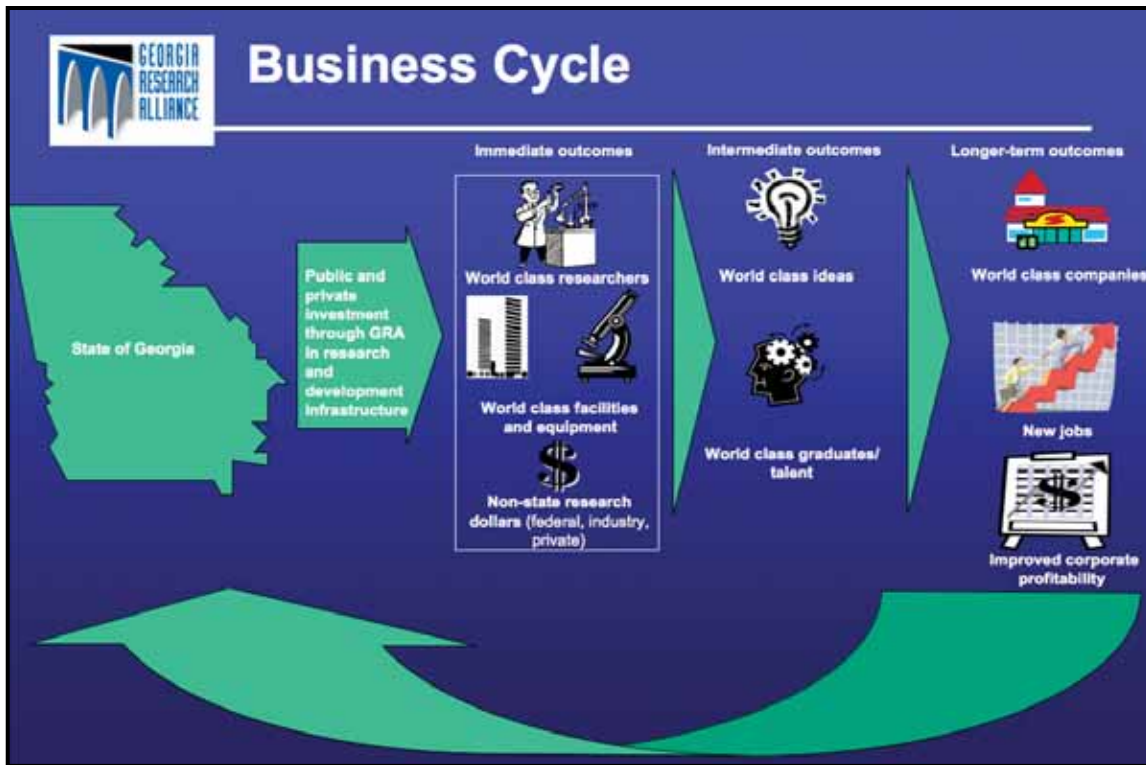 GEORGIA
RESEARCH
ALLIANCE
Business Cycle
State of Georgia
Public and
private
investment
through GRA
in research
and
development
infrastructure
Immediate outcomes
World class researchers
World class facilities
and equipment
$
Non-state research
dollars (federal, industry,
private)
Intermediate outcomes
World class ideas
World class graduates/
talent
Longer-term outcomes
World class companies
New jobs
$
Improved corporate
profitability